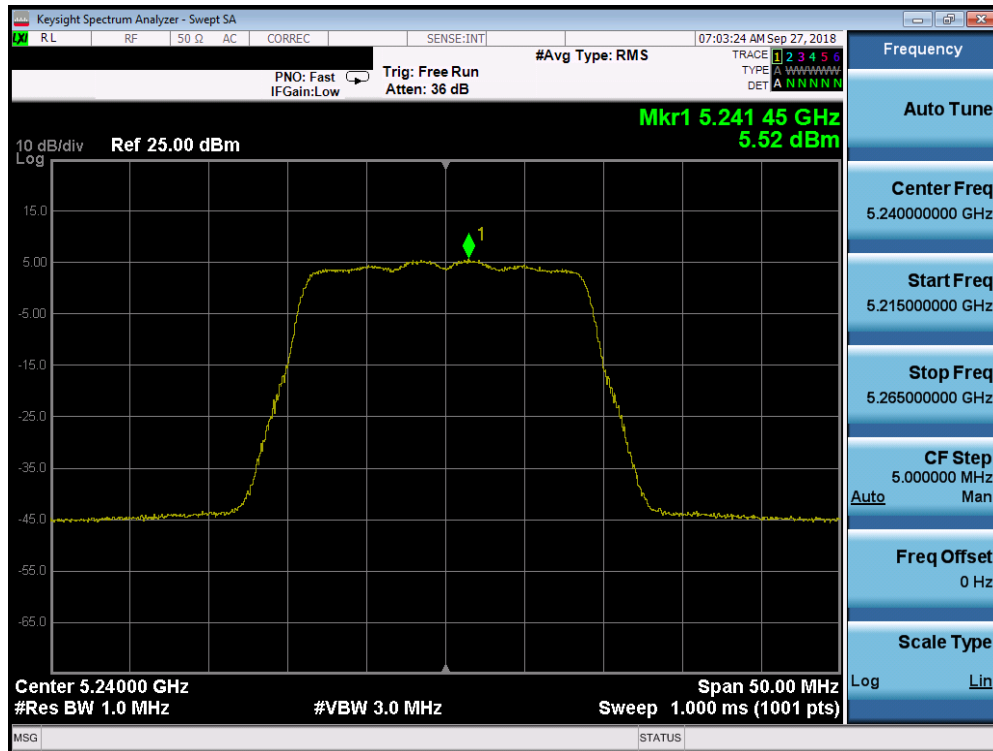 Keysight Spectrum Analyzer - Swept SA
LXI RL RF 50 Ω AC CORREC SENSE:INT 07:03:24 AM Sep 27, 2018
PNO: Fast
IFGain:Low
Trig: Free Run
Atten: 36 dB
#Avg Type: RMS
TRACE 1 2 3 4 5 6
TYPE A WWWWW
DET A N N N N N
Mkr1 5.241 45 GHz
5.52 dBm
10 dB/div Ref 25.00 dBm
Log
15.0
5.00
-5.00
-15.0
-25.0
-35.0
-45.0
-55.0
-65.0
1
Center 5.24000 GHz Span 50.00 MHz
#Res BW 1.0 MHz #VBW 3.0 MHz Sweep 1.000 ms (1001 pts)
MSG STATUS
Frequency
Auto Tune
Center Freq
5.240000000 GHz
Start Freq
5.215000000 GHz
Stop Freq
5.265000000 GHz
CF Step
5.000000 MHz
Auto Man
Freq Offset
0 Hz
Scale Type
Log Lin